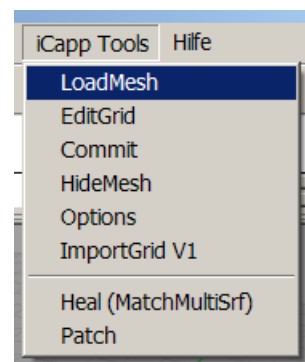 iCapp Tools Hilfe
LoadMesh
EditGrid
Commit
HideMesh
Options
ImportGrid V1
Heal (MatchMultiSrf)
Patch